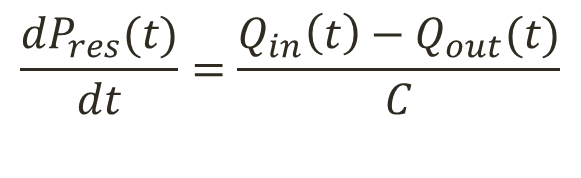 dP_res(t)/dt = (Q_in(t) − Q_out(t))/C